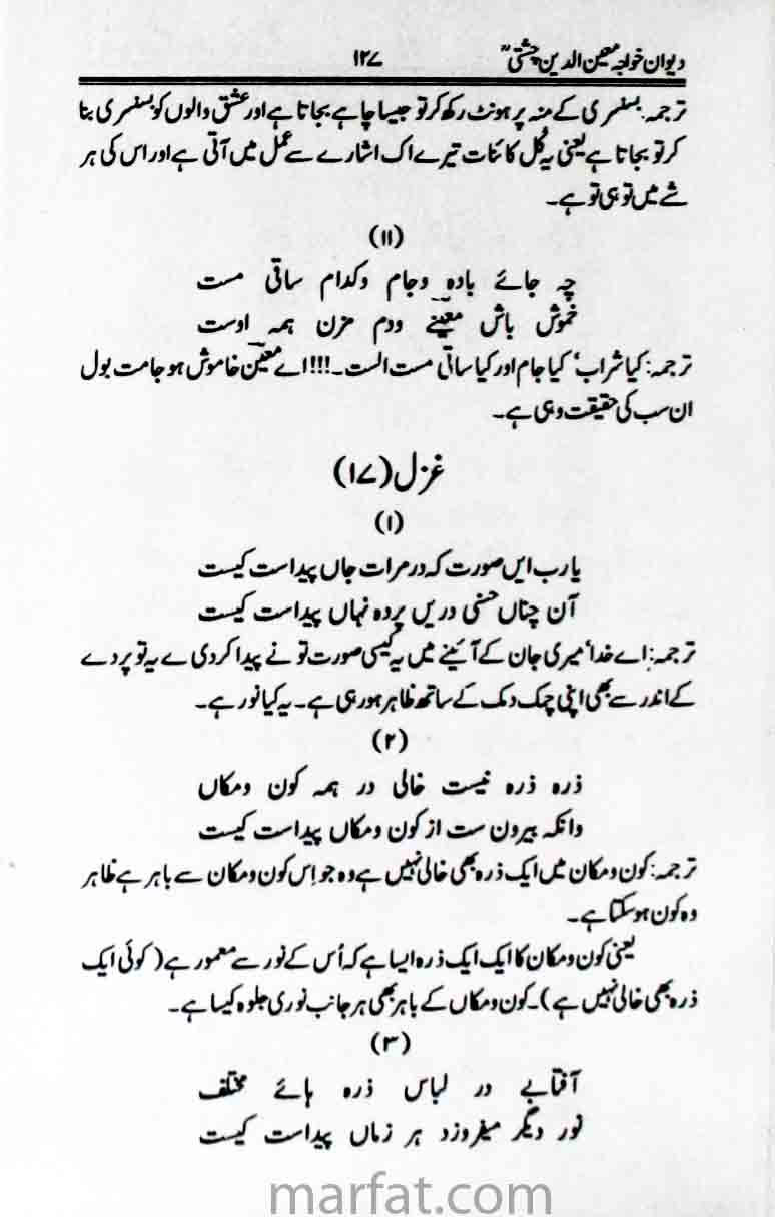 دیوان خواجہ معین الدین چشتیؒ ۱۲۷
ترجمہ: بنسری کے منہ پر ہونٹ رکھ کر تو جیسا چاہے بجاتا ہے اور عشق والوں کو بنسری بنا
کر تو بجاتا ہے یعنی یہ کُل کائنات تیرے اک اشارے سے عمل میں آتی ہے اور اس کی ہر
شے میں تو ہی تو ہے۔
(۱۱)
چہ جائے بادہ وجام وکدام ساقی مست
خموش باش معینے ودم مزن ہمہ اوست
ترجمہ: کیا شراب، کیا جام اور کیا ساقی مست الست۔!!! اے معین خاموش ہو جا مت بول
ان سب کی حقیقت وہی ہے۔
غزل (۱۷)
(۱)
یارب ایں صورت کہ در مرات جاں پیداست کیست
آن چناں حسنی دریں پردہ نہاں پیداست کیست
ترجمہ: اے خدا، میری جان کے آئینے میں یہ کیسی صورت تو نے پیدا کر دی ے یہ تو پردے
کے اندر سے بھی اپنی چمک دمک کے ساتھ ظاہر ہو رہی ہے۔ یہ کیا نور ہے۔
(۲)
ذرہ ذرہ نیست خالی در ہمہ کون ومکاں
وانکہ بیرون ست از کون ومکاں پیداست کیست
ترجمہ: کون ومکان میں ایک ذرہ بھی خالی نہیں ہے وہ جو اِس کون ومکان سے باہر ہے ظاہر
وہ کون ہو سکتا ہے۔
یعنی کون ومکان کا ایک ایک ذرہ ایسا ہے کہ اُس کے نور سے معمور ہے (کوئی ایک
ذرہ بھی خالی نہیں ہے)۔ کون ومکاں کے باہر بھی ہر جانب نوری جلوہ کیسا ہے۔
(۳)
آفتابے در لباس ذرہ ہائے مختلف
نور دیگر میفروزد ہر زماں پیداست کیست
marfat.com